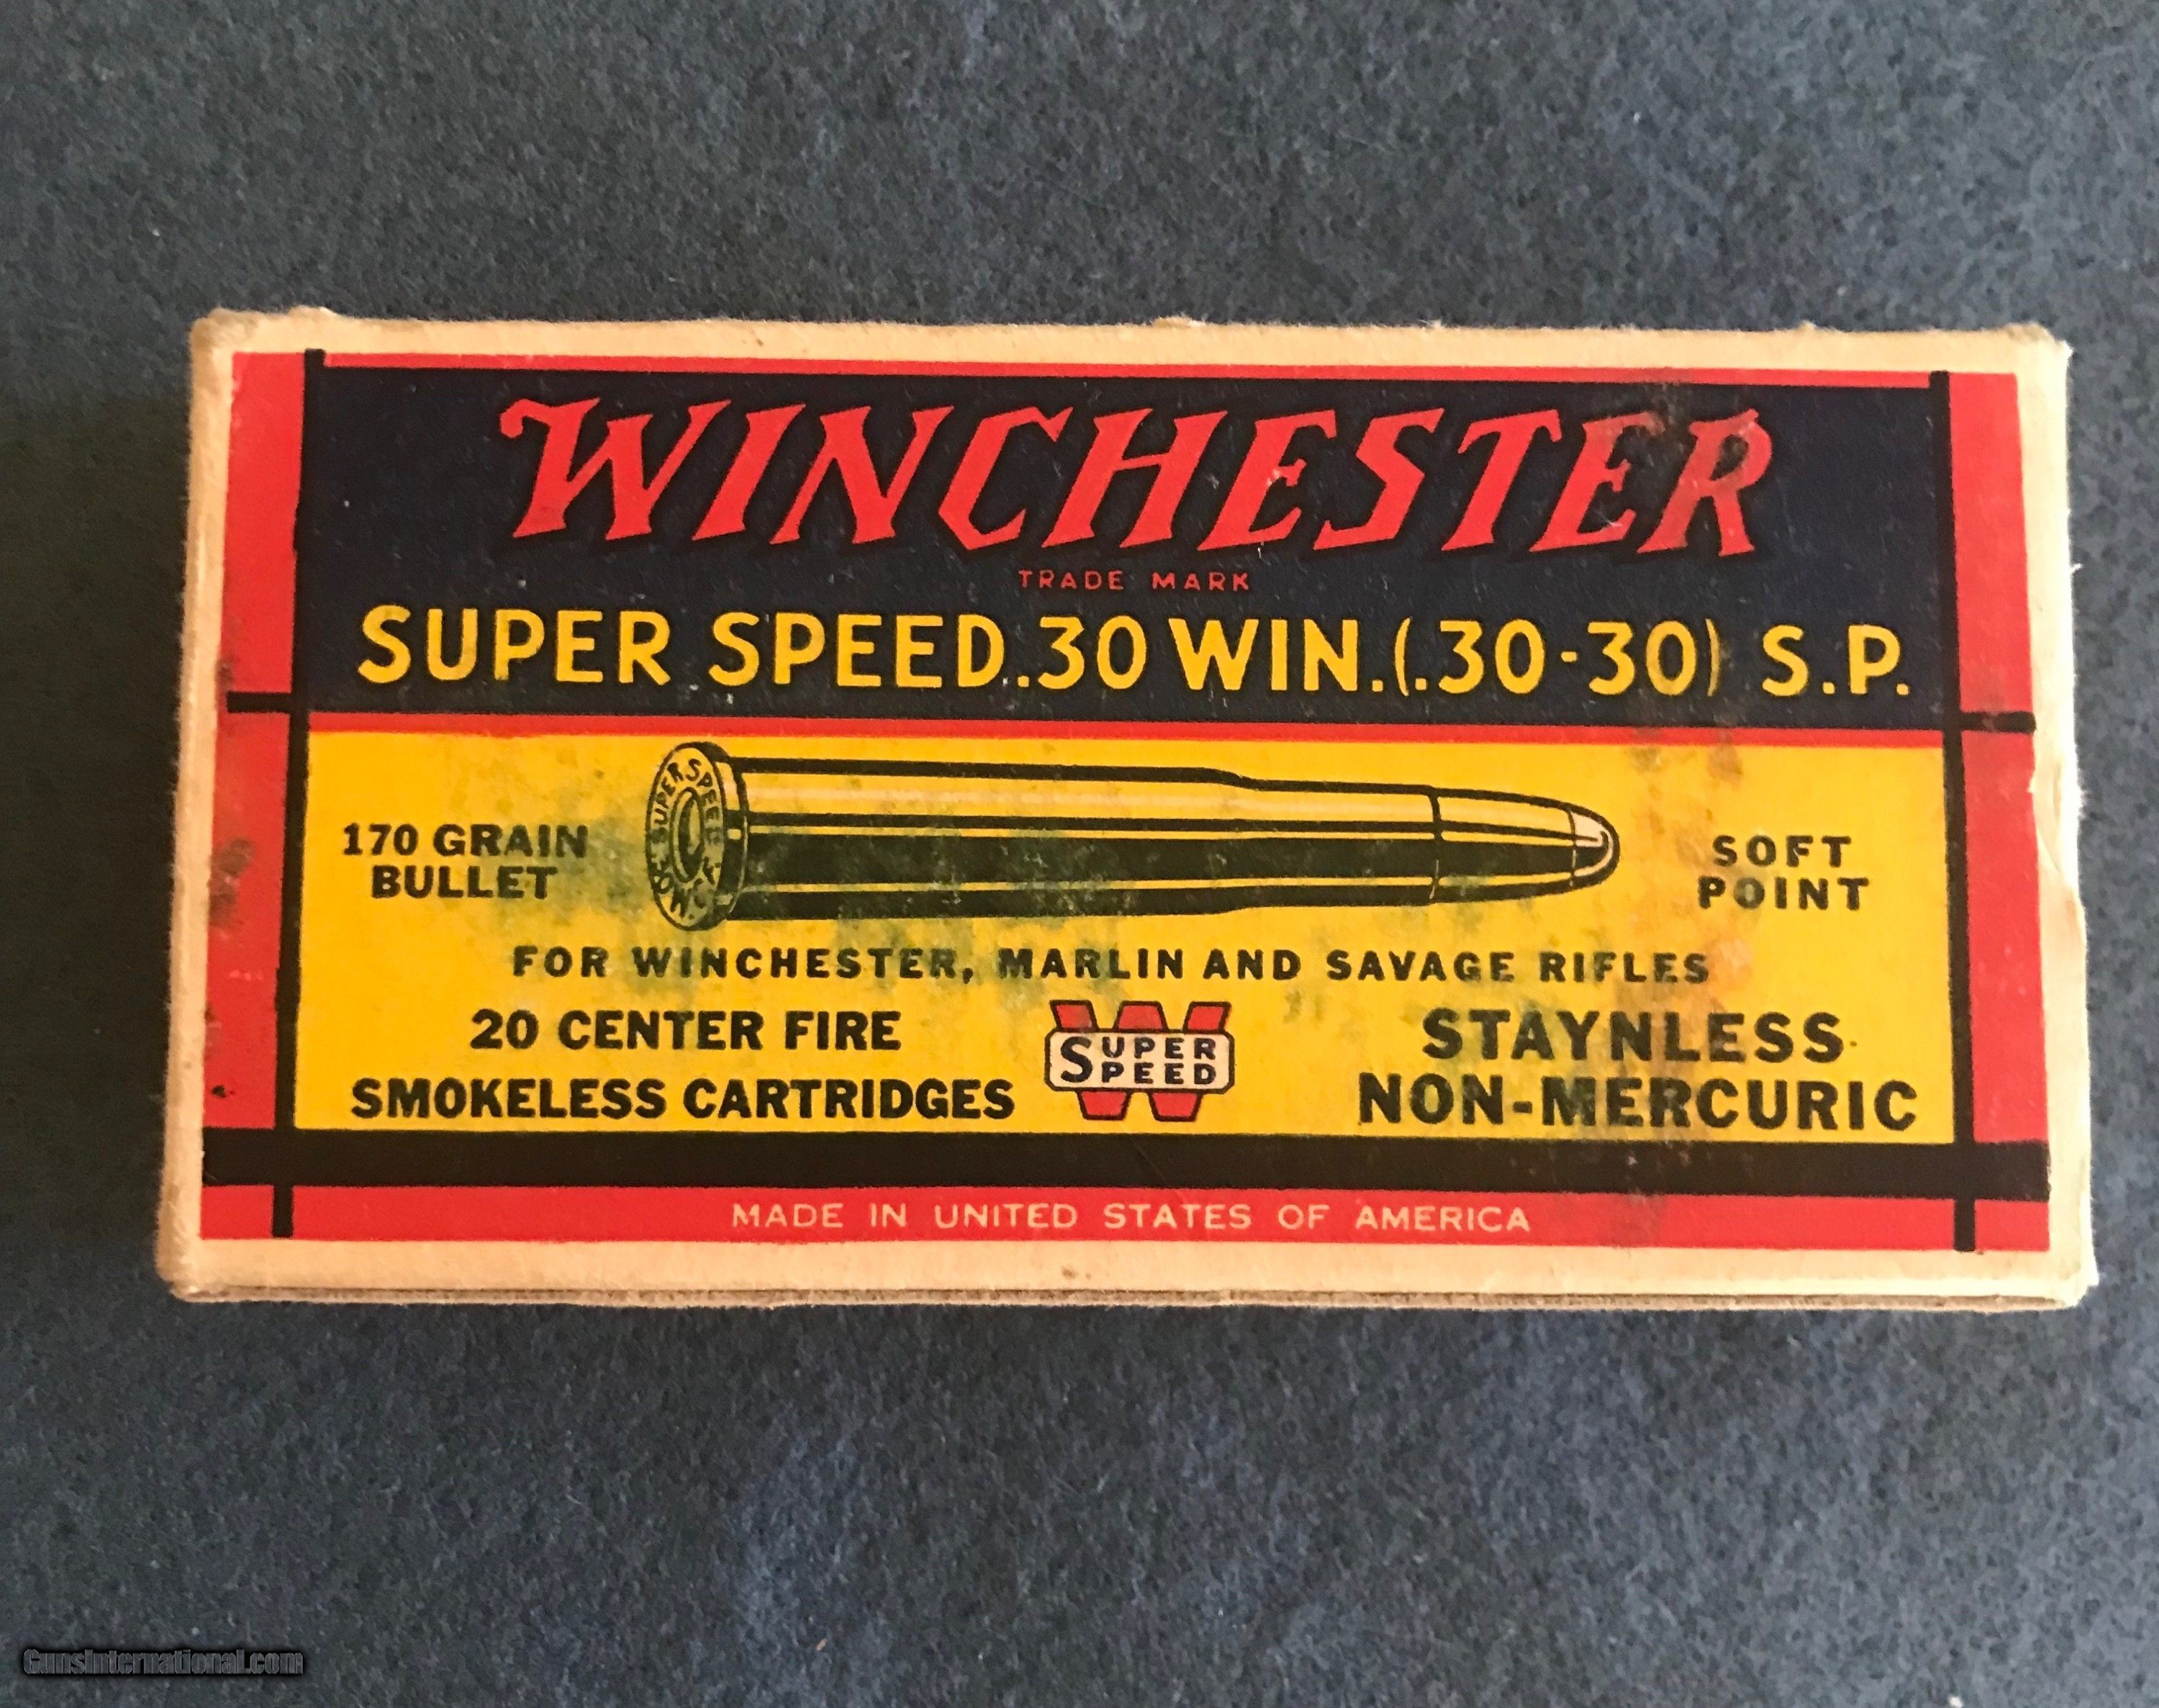 WINCHESTER
TRADE MARK
SUPER SPEED..30 WIN.(.30-30) S.P.
170 GRAIN
BULLET
SUPER SPEED
SOFT
POINT
FOR WINCHESTER, MARLIN AND SAVAGE RIFLES
20 CENTER FIRE
SMOKELESS CARTRIDGES
W
SUPER
SPEED
STAYNLESS
NON-MERCURIC
MADE IN UNITED STATES OF AMERICA
GunsInternational.com